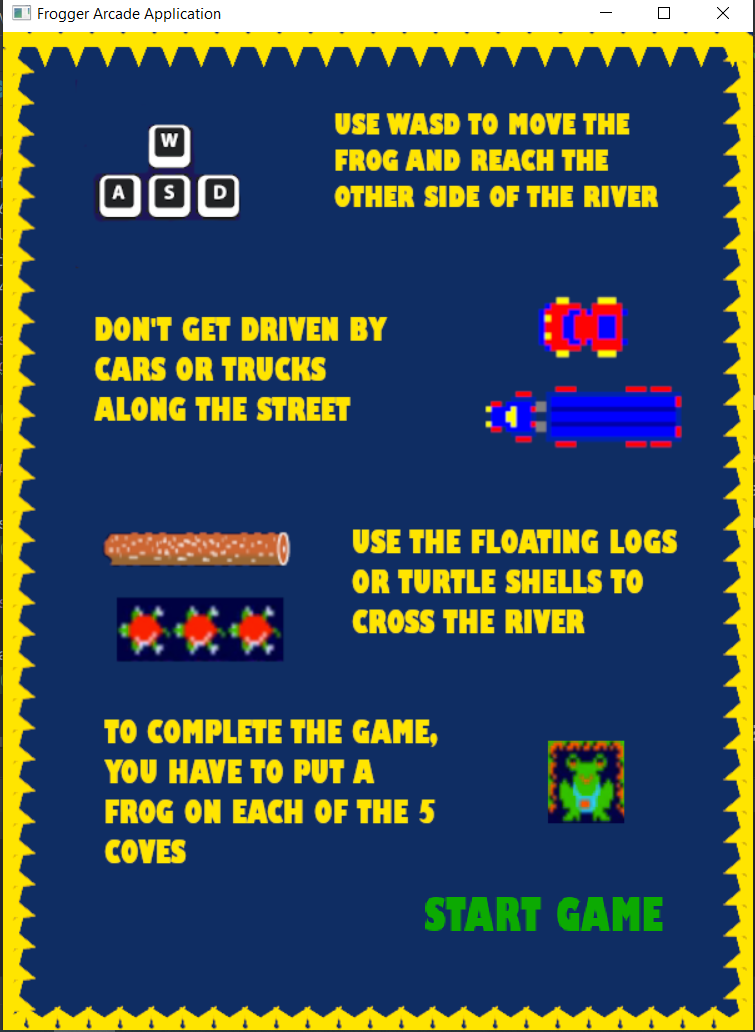 Frogger Arcade Application
W
A S D
USE WASD TO MOVE THE
FROG AND REACH THE
OTHER SIDE OF THE RIVER
DON'T GET DRIVEN BY
CARS OR TRUCKS
ALONG THE STREET
USE THE FLOATING LOGS
OR TURTLE SHELLS TO
CROSS THE RIVER
TO COMPLETE THE GAME,
YOU HAVE TO PUT A
FROG ON EACH OF THE 5
COVES
START GAME